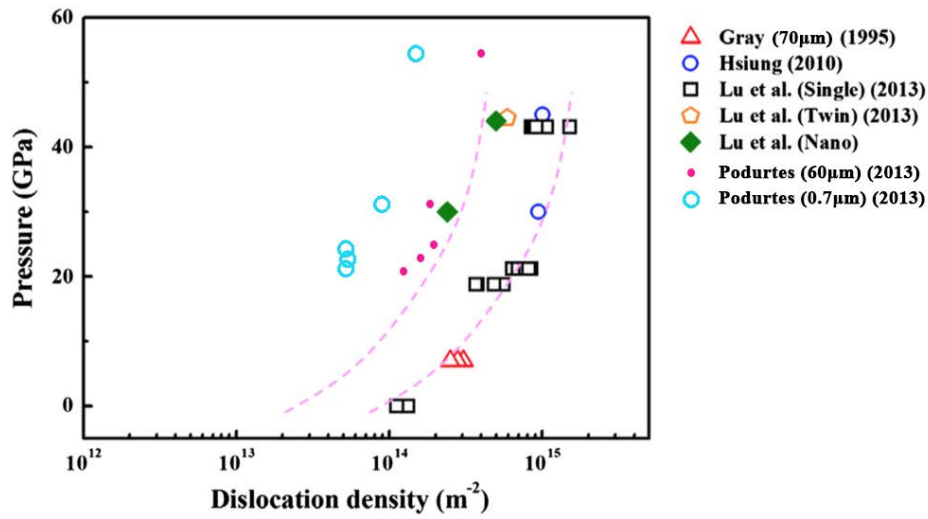 60
40
20
0
Pressure (GPa)
10^12
10^13
10^14
10^15
Dislocation density (m^-2)
Gray (70μm) (1995)
Hsiung (2010)
Lu et al. (Single) (2013)
Lu et al. (Twin) (2013)
Lu et al. (Nano)
Podurtes (60μm) (2013)
Podurtes (0.7μm) (2013)